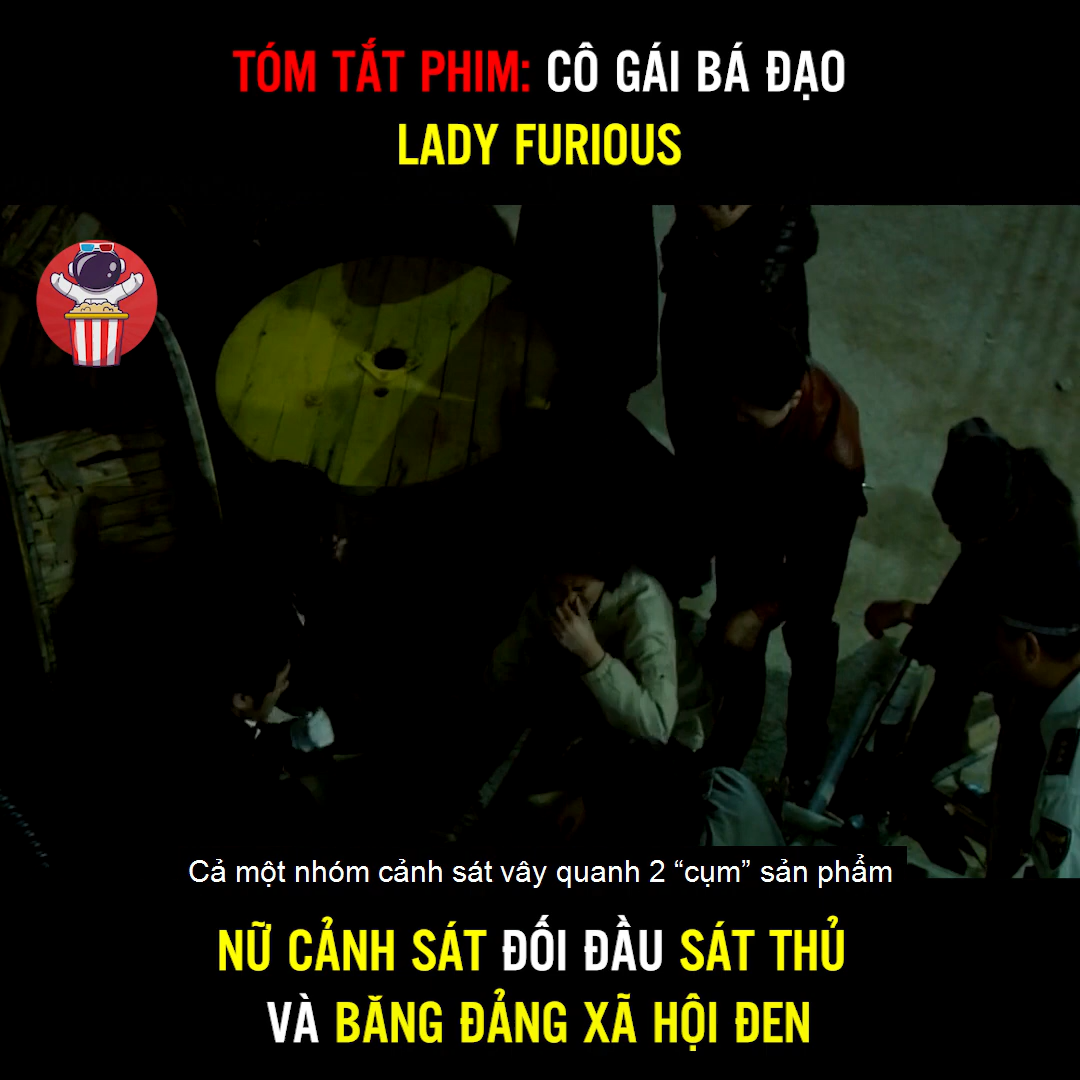 TÓM TẮT PHIM: CÔ GÁI BÁ ĐẠO
LADY FURIOUS
Cả một nhóm cảnh sát vây quanh 2 “cụm” sản phẩm
NỮ CẢNH SÁT ĐỐI ĐẦU SÁT THỦ
VÀ BĂNG ĐẢNG XÃ HỘI ĐEN